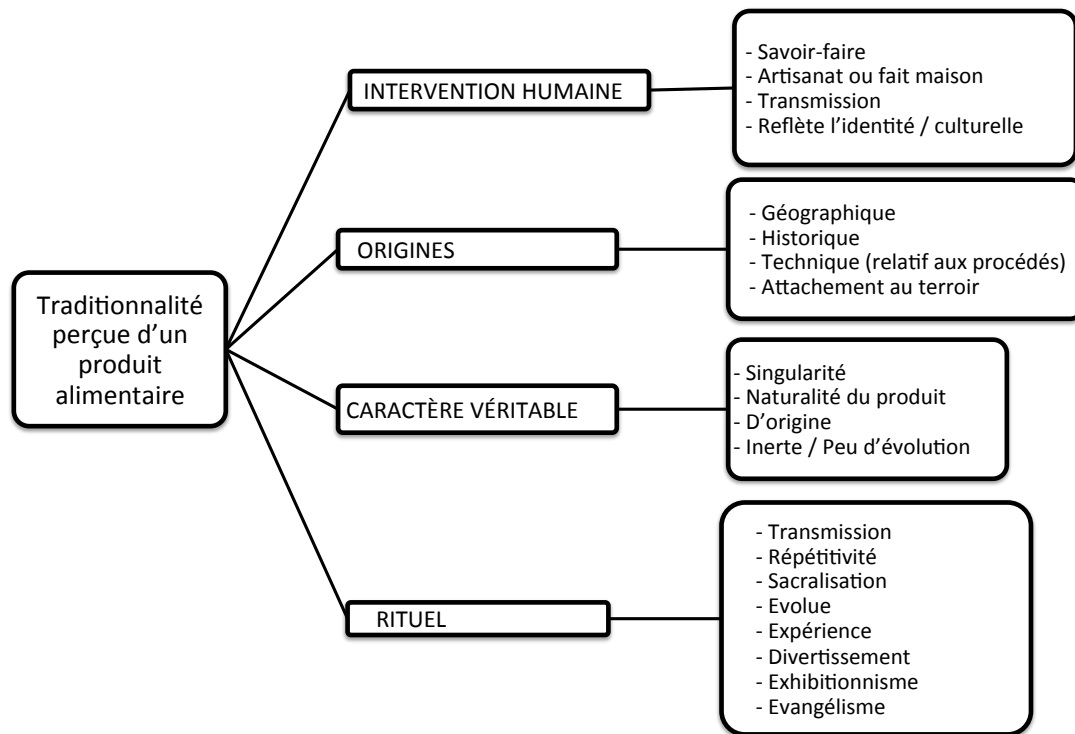 Traditionnalité
perçue d'un
produit
alimentaire
INTERVENTION HUMAINE
- Savoir-faire
- Artisanat ou fait maison
- Transmission
- Reflète l'identité / culturelle
ORIGINES
- Géographique
- Historique
- Technique (relatif aux procédés)
- Attachement au terroir
CARACTÈRE VÉRITABLE
- Singularité
- Naturalité du produit
- D'origine
- Inerte / Peu d'évolution
RITUEL
- Transmission
- Répétitivité
- Sacralisation
- Evolue
- Expérience
- Divertissement
- Exhibitionnisme
- Evangélisme